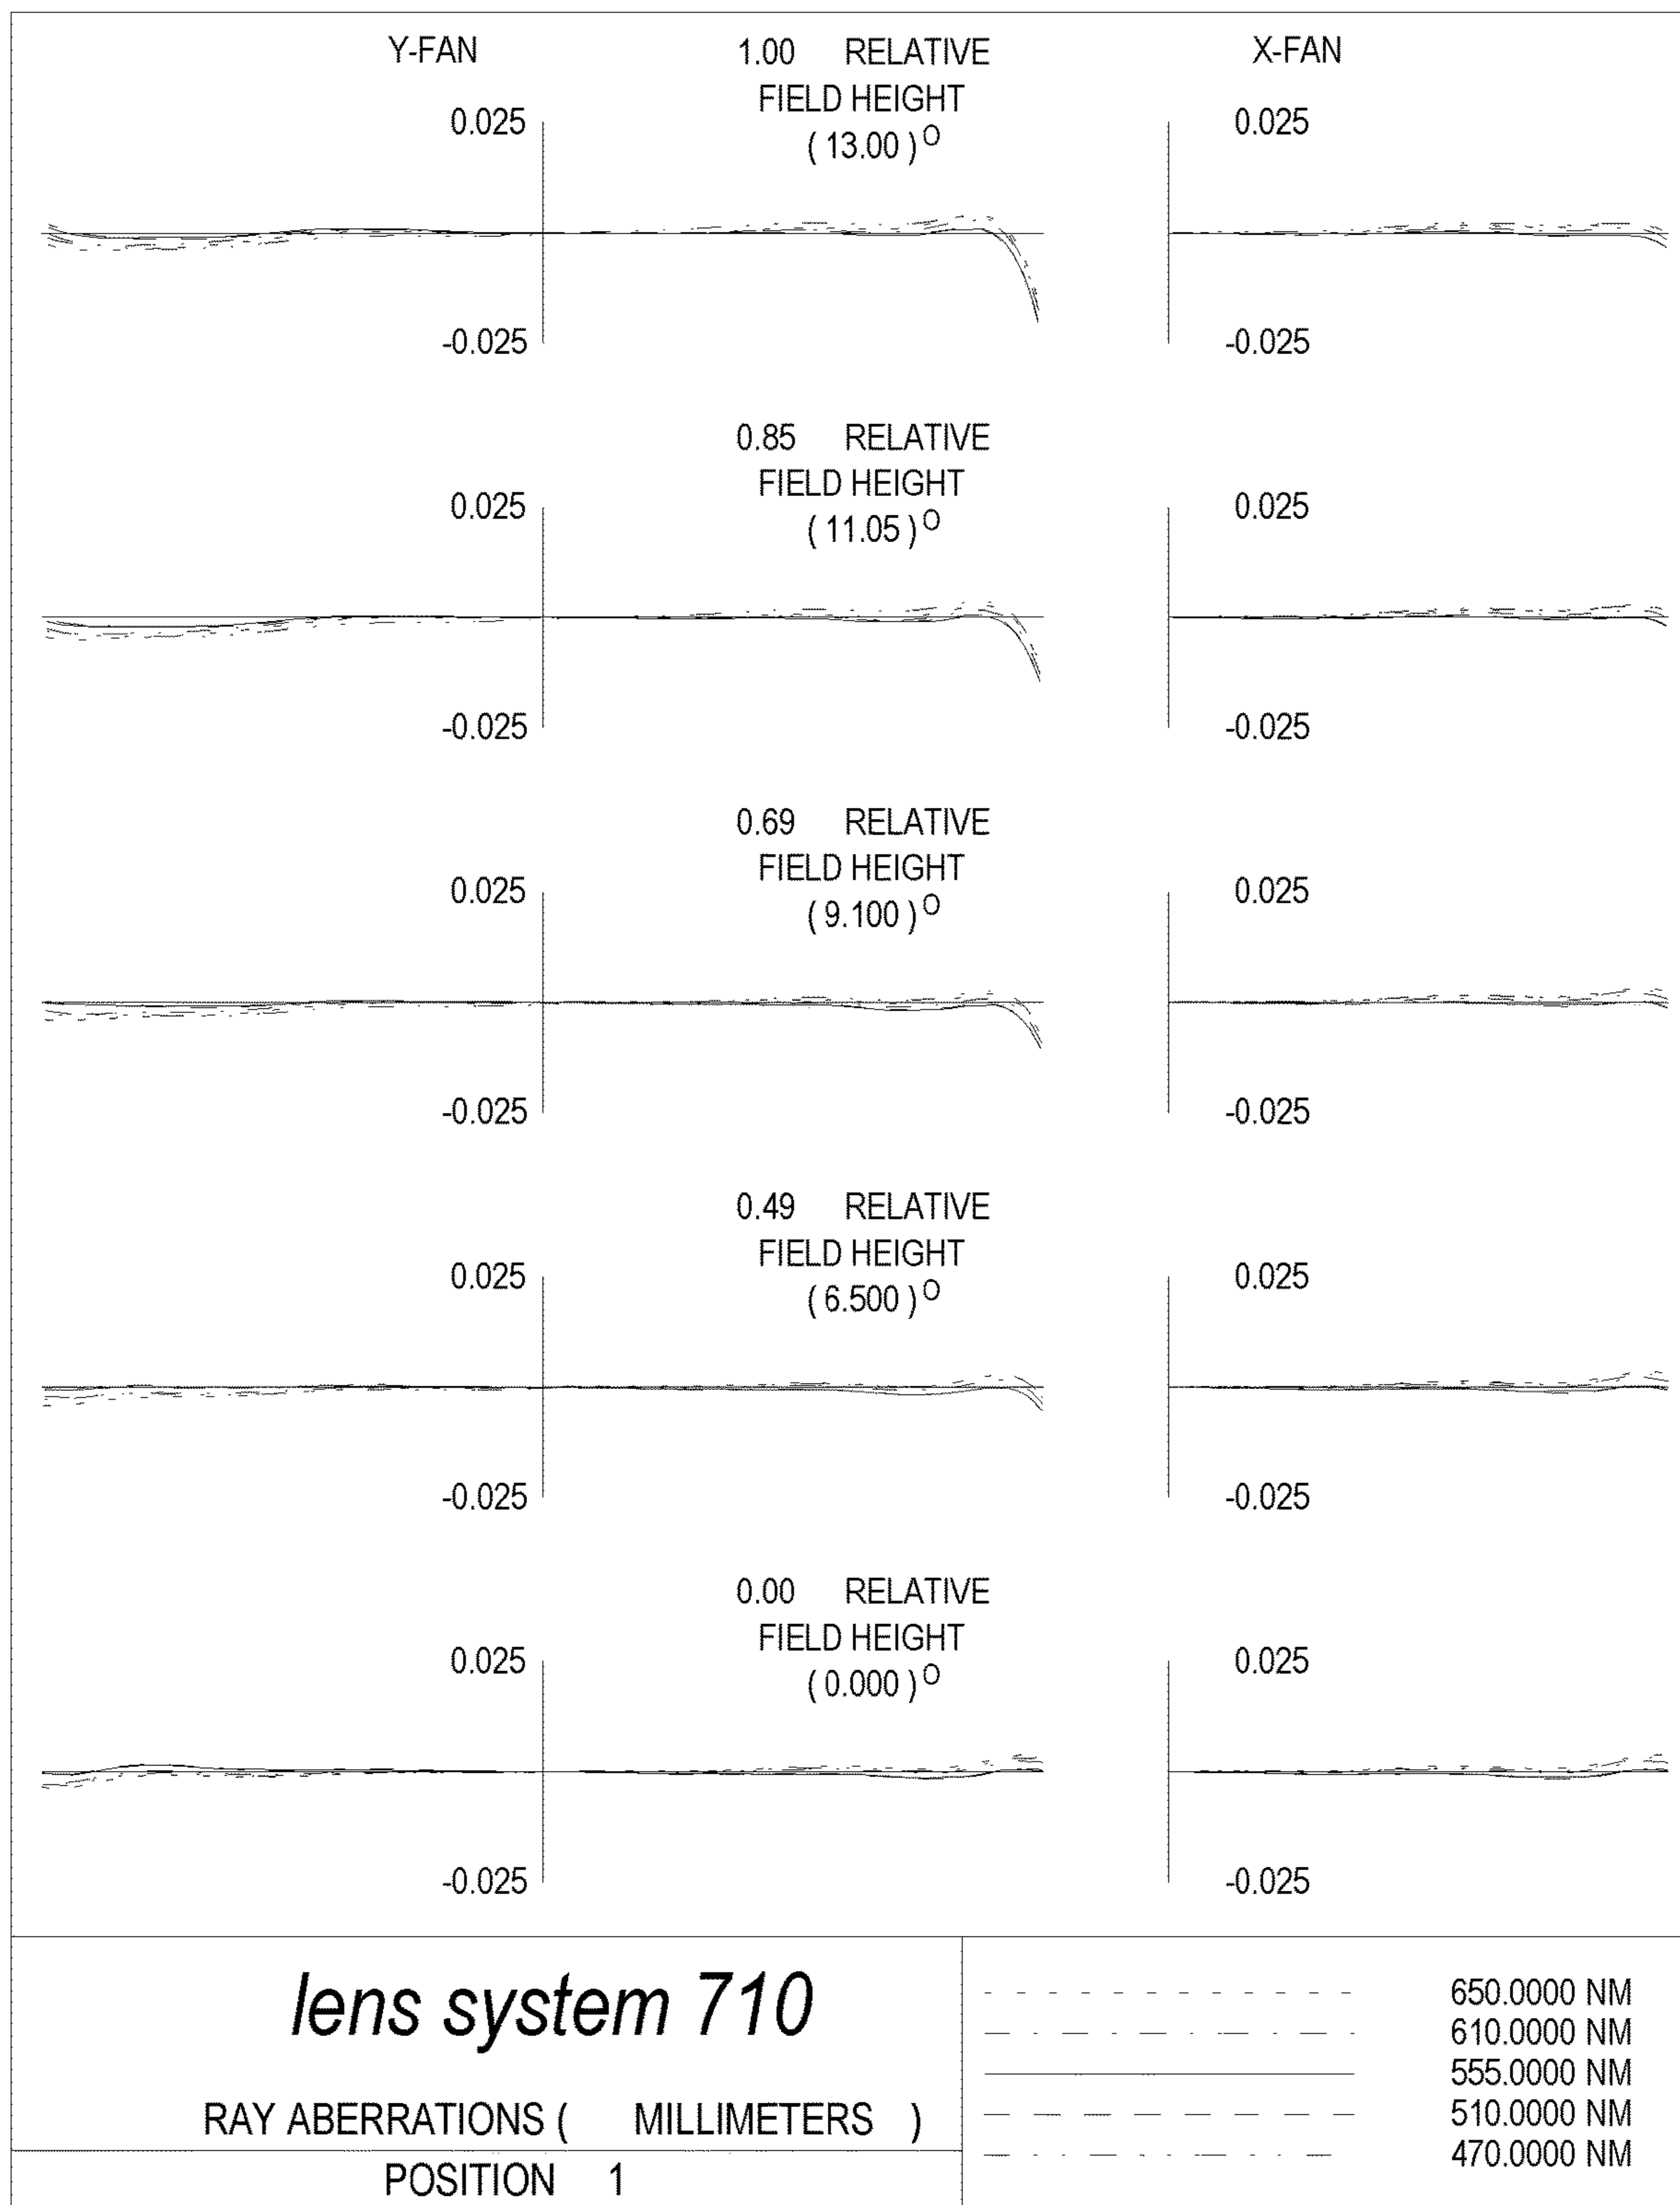 Y-FAN 1.00 RELATIVE X-FAN
FIELD HEIGHT
0.025 ( 13.00 )O 0.025
-0.025 -0.025
0.85 RELATIVE
FIELD HEIGHT
0.025 ( 11.05 )O 0.025
-0.025 -0.025
0.69 RELATIVE
FIELD HEIGHT
0.025 ( 9.100 )O 0.025
-0.025 -0.025
0.49 RELATIVE
FIELD HEIGHT
0.025 ( 6.500 )O 0.025
-0.025 -0.025
0.00 RELATIVE
FIELD HEIGHT
0.025 ( 0.000 )O 0.025
-0.025 -0.025
lens system 710
RAY ABERRATIONS ( MILLIMETERS )
POSITION 1
650.0000 NM
610.0000 NM
555.0000 NM
510.0000 NM
470.0000 NM